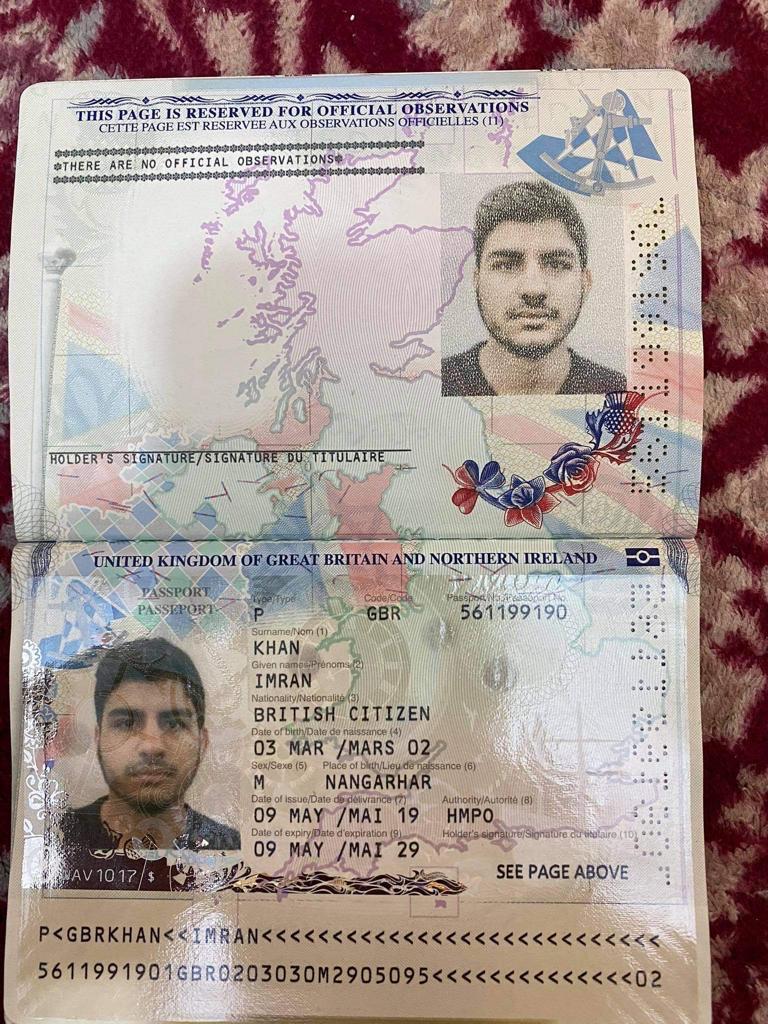 THIS PAGE IS RESERVED FOR OFFICIAL OBSERVATIONS
CETTE PAGE EST RESERVEE AUX OBSERVATIONS OFFICIELLES (11)
*THERE ARE NO OFFICIAL OBSERVATIONS*
HOLDER'S SIGNATURE/SIGNATURE DU TITULAIRE
UNITED KINGDOM OF GREAT BRITAIN AND NORTHERN IRELAND
PASSPORT
PASSEPORT
Type/Type Code/Code Passport No./Passeport No.
P GBR 561199190
Surname/Nom (1)
KHAN
Given names/Prénoms (2)
IMRAN
Nationality/Nationalité (3)
BRITISH CITIZEN
Date of birth/Date de naissance (4)
03 MAR /MARS 02
Sex/Sexe (5) Place of birth/Lieu de naissance (6)
M NANGARHAR
Date of issue/Date de délivrance (7) Authority/Autorité (8)
09 MAY /MAI 19 HMPO
Date of expiry/Date d'expiration (9) Holder's signature/Signature du titulaire (10)
09 MAY /MAI 29
SEE PAGE ABOVE
P<GBRKHAN<<IMRAN<<<<<<<<<<<<<<<<<<<<<<<<<<<<
5611991901GBR0203030M2905095<<<<<<<<<<<<<<02